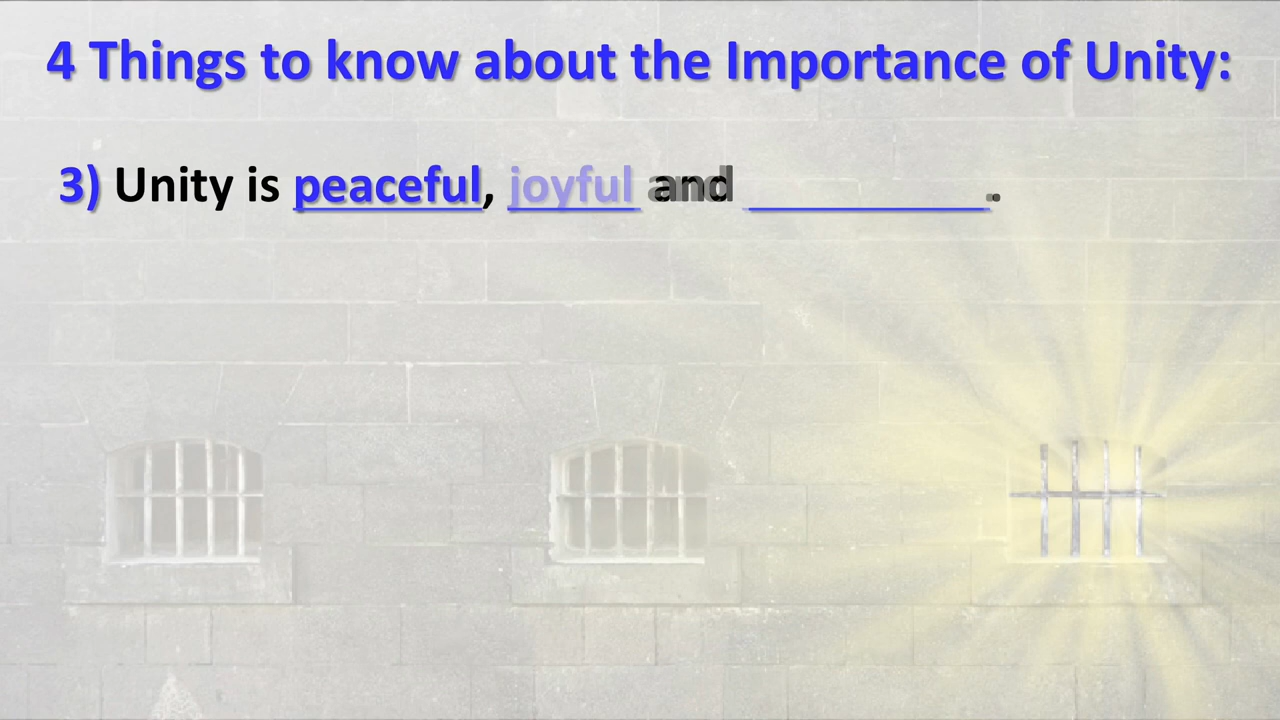 4 Things to know about the Importance of Unity:
3) Unity is peaceful, joyful and __________.